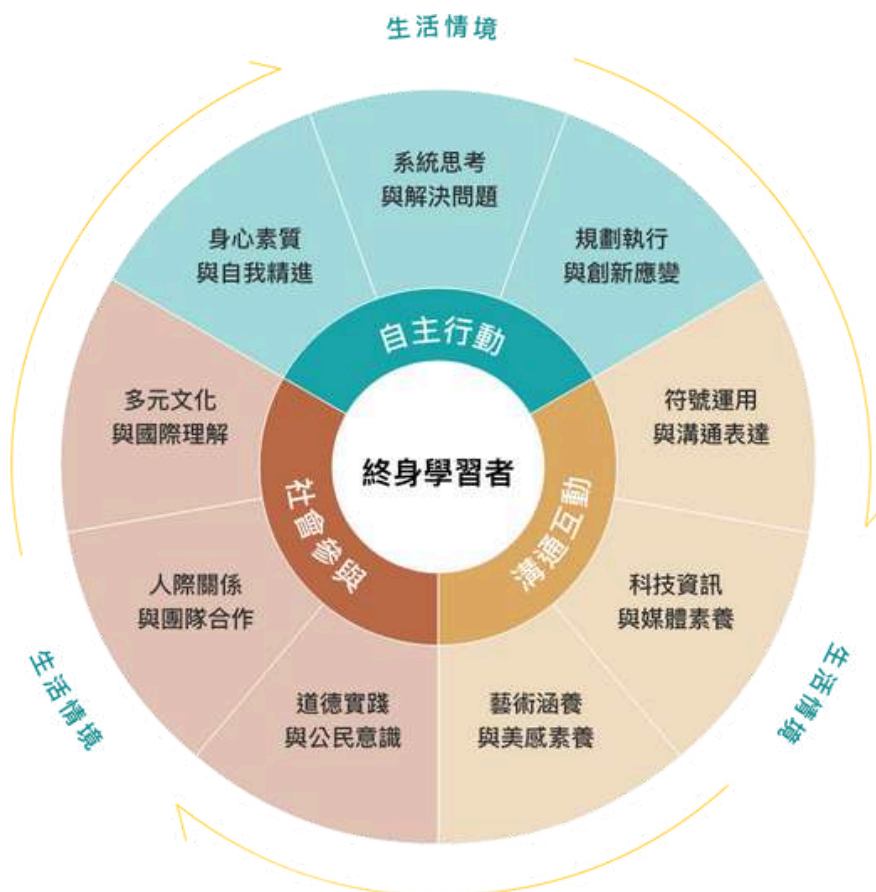 生活情境
系統思考
與解決問題
身心素質
與自我精進
規劃執行
與創新應變
自主行動
多元文化
與國際理解
符號運用
與溝通表達
終身學習者
社會參與
溝通互動
人際關係
與團隊合作
科技資訊
與媒體素養
道德實踐
與公民意識
藝術涵養
與美感素養
生活情境
生活情境